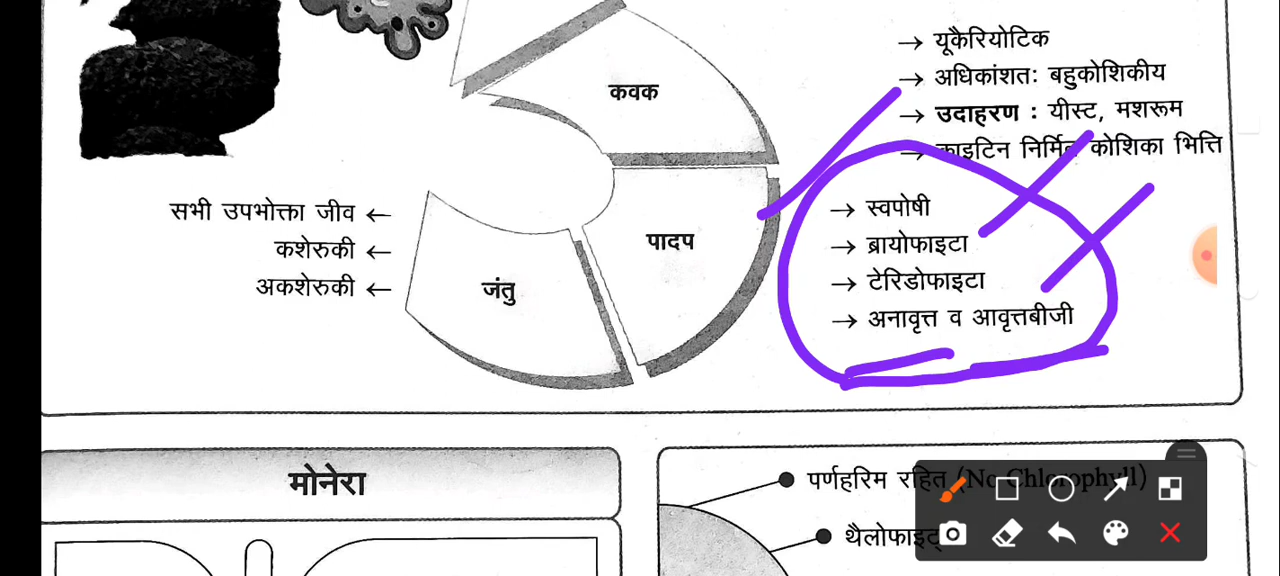 → यूकैरियोटिक
→ अधिकांशत: बहुकोशिकीय
→ उदाहरण : यीस्ट, मशरूम
→ काइटिन निर्मित कोशिका भित्ति
कवक
→ स्वपोषी
→ ब्रायोफाइटा
→ टेरिडोफाइटा
→ अनावृत्त व आवृत्तबीजी
पादप
सभी उपभोक्ता जीव ←
कशेरुकी ←
अकशेरुकी ←
जंतु
मोनेरा
पर्णहरिम रहित (No Chlorophyll)